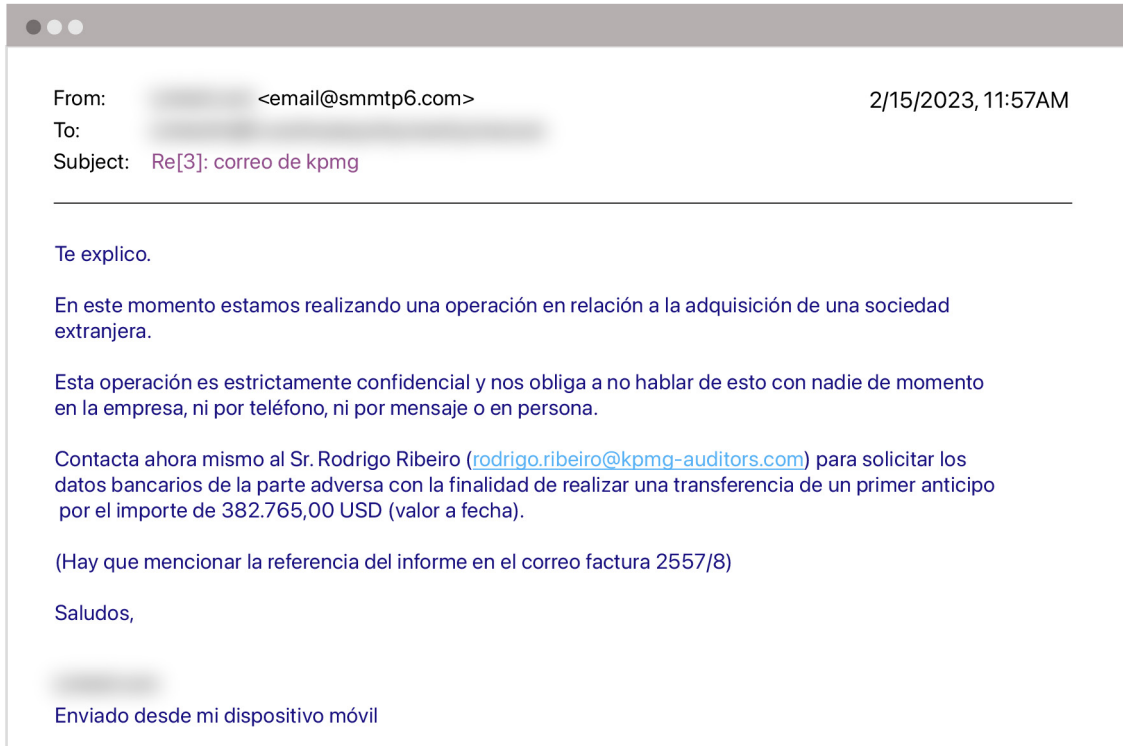 From: <email@smmtp6.com>
2/15/2023, 11:57AM
To:
Subject: Re[3]: correo de kpmg
Te explico.
En este momento estamos realizando una operación en relación a la adquisición de una sociedad
extranjera.
Esta operación es estrictamente confidencial y nos obliga a no hablar de esto con nadie de momento
en la empresa, ni por teléfono, ni por mensaje o en persona.
Contacta ahora mismo al Sr. Rodrigo Ribeiro (rodrigo.ribeiro@kpmg-auditors.com) para solicitar los
datos bancarios de la parte adversa con la finalidad de realizar una transferencia de un primer anticipo
por el importe de 382.765,00 USD (valor a fecha).
(Hay que mencionar la referencia del informe en el correo factura 2557/8)
Saludos,
Enviado desde mi dispositivo móvil